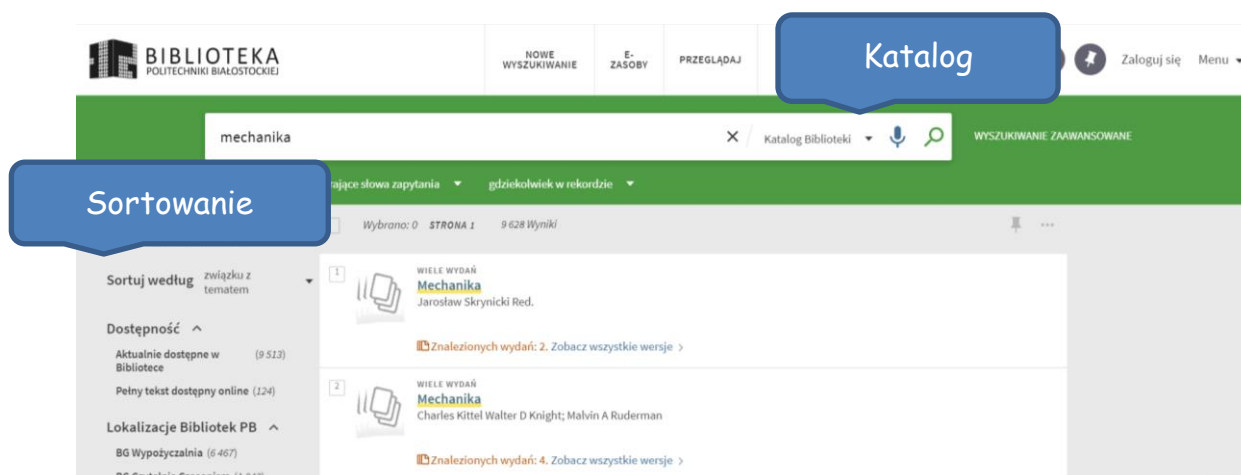 BIBLIOTEKA
POLITECHNIKI BIAŁOSTOCKIEJ
NOWE
WYSZUKIWANIE
E-
ZASOBY
PRZEGLĄDAJ
Katalog
Zaloguj się
Menu
mechanika
Katalog Biblioteki
WYSZUKIWANIE ZAAWANSOWANE
Sortowanie
słowa zapytania
gdziekolwiek w rekordzie
Wybrano: 0 STRONA 1 9 628 Wyniki
Sortuj według związku z
tematem
Dostępność
Aktualnie dostępne w (9 513)
Bibliotece
Pełny tekst dostępny online (124)
Lokalizacje Bibliotek PB
BG Wypożyczalnia (6 467)
1
WIELE WYDAŃ
Mechanika
Jarosław Skrynicki Red.
Znalezionych wydań: 2. Zobacz wszystkie wersje
2
WIELE WYDAŃ
Mechanika
Charles Kittel Walter D Knight; Malvin A Ruderman
Znalezionych wydań: 4. Zobacz wszystkie wersje